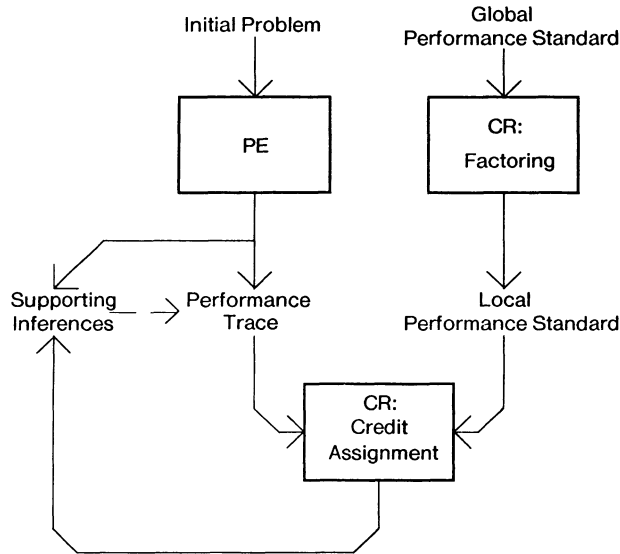 Initial Problem
Global
Performance Standard
PE
CR:
Factoring
Supporting
Inferences
Performance
Trace
Local
Performance Standard
CR:
Credit
Assignment